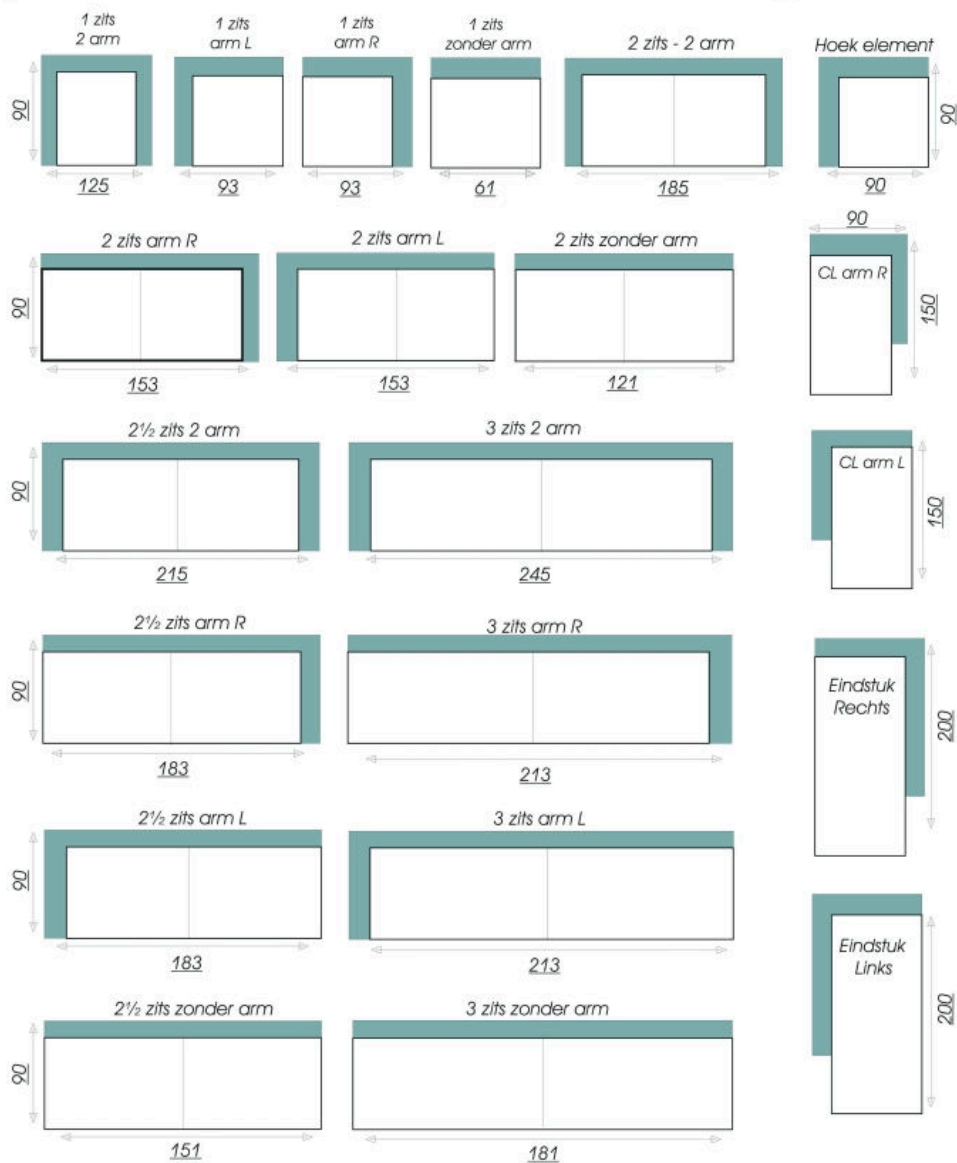 1 zits
2 arm
1 zits
arm L
1 zits
arm R
1 zits
zonder arm
2 zits - 2 arm
Hoek element
90
90
125
93
93
61
185
90
2 zits arm R
2 zits arm L
2 zits zonder arm
90
CL arm R
90
150
153
153
121
2½ zits 2 arm
3 zits 2 arm
CL arm L
90
150
215
245
2½ zits arm R
3 zits arm R
Eindstuk
Rechts
90
200
183
213
2½ zits arm L
3 zits arm L
90
183
213
Eindstuk
Links
200
2½ zits zonder arm
3 zits zonder arm
90
151
181